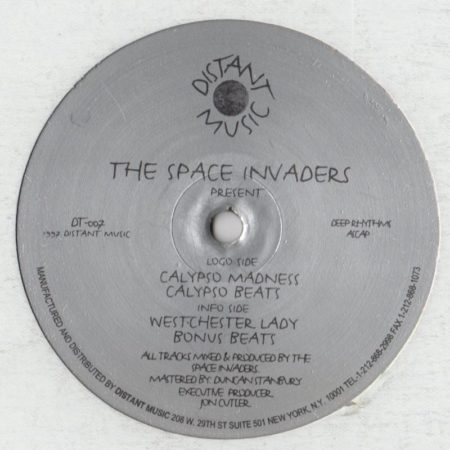 DISTANT
MUSIC
THE SPACE INVADERS
PRESENT
DT-007
1997 DISTANT MUSIC
DEEP RHYTHMS
ASCAP
LOGO SIDE
CALYPSO MADNESS
CALYPSO BEATS
INFO SIDE
WESTCHESTER LADY
BONUS BEATS
ALL TRACKS MIXED & PRODUCED BY THE
SPACE INVADERS
MASTERED BY DUNCAN STANBURY
EXECUTIVE PRODUCER
JON CUTLER
MANUFACTURED AND DISTRIBUTED BY DISTANT MUSIC 208 W. 29TH ST SUITE 501 NEW YORK, N.Y. 10001 TEL-1-212-868-2998 FAX 1-212-868-1073